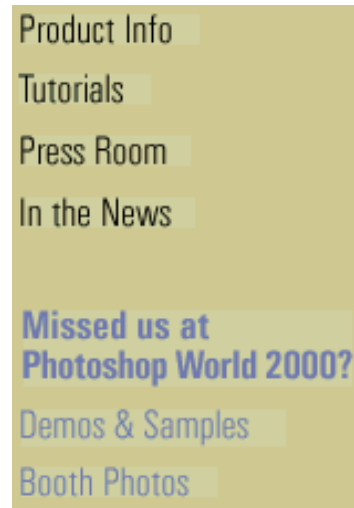 Product Info
Tutorials
Press Room
In the News
Missed us at
Photoshop World 2000?
Demos & Samples
Booth Photos